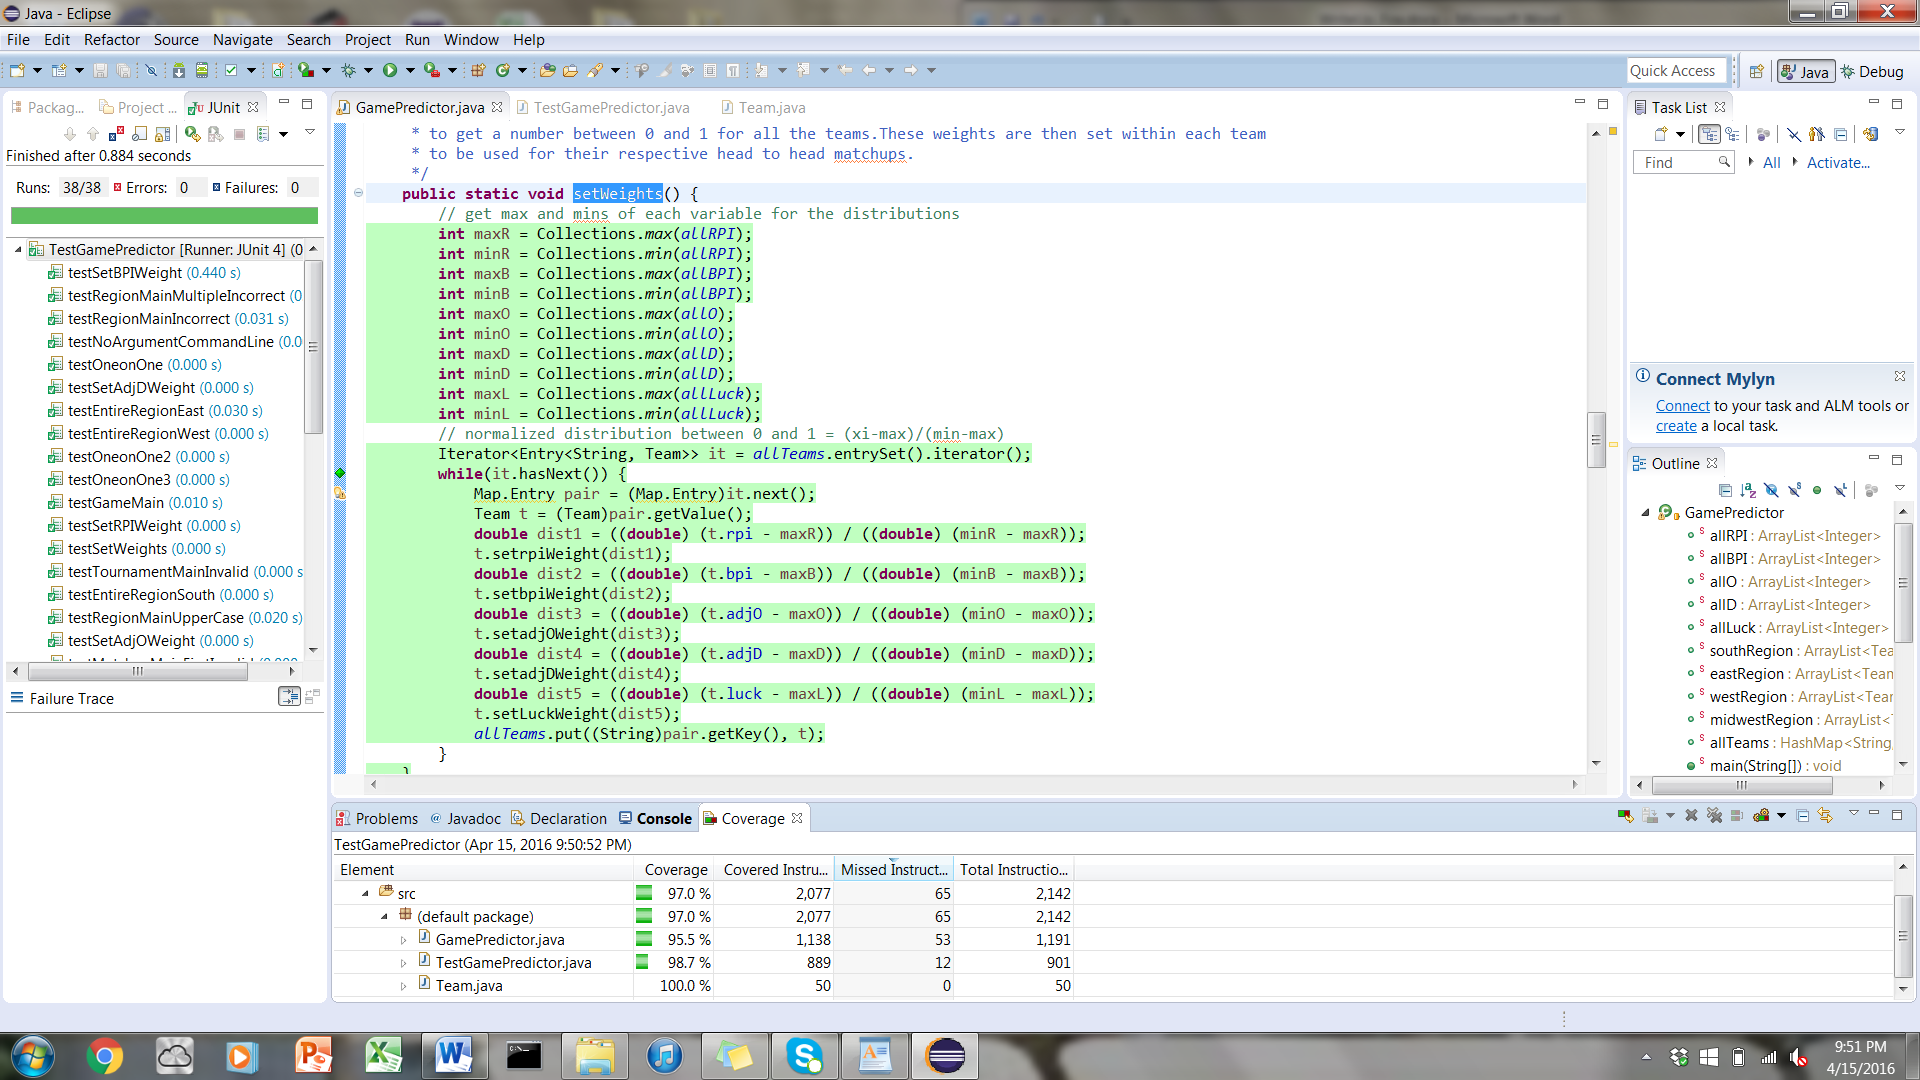 Java - Eclipse
File Edit Refactor Source Navigate Search Project Run Window Help
Quick Access Java Debug
Packag... Project ... JUnit
Finished after 0.884 seconds
Runs: 38/38 Errors: 0 Failures: 0
TestGamePredictor [Runner: JUnit 4] (0
testSetBPIWeight (0.440 s)
testRegionMainMultipleIncorrect (0
testRegionMainIncorrect (0.031 s)
testNoArgumentCommandLine (0.0
testOneonOne (0.000 s)
testSetAdjDWeight (0.000 s)
testEntireRegionEast (0.030 s)
testEntireRegionWest (0.000 s)
testOneonOne2 (0.000 s)
testOneonOne3 (0.000 s)
testGameMain (0.010 s)
testSetRPIWeight (0.000 s)
testSetWeights (0.000 s)
testTournamentMainInvalid (0.000 s
testEntireRegionSouth (0.000 s)
testRegionMainUpperCase (0.020 s)
testSetAdjOWeight (0.000 s)
Failure Trace
GamePredictor.java TestGamePredictor.java Team.java
* to get a number between 0 and 1 for all the teams.These weights are then set within each team
* to be used for their respective head to head matchups.
*/
public static void setWeights() {
// get max and mins of each variable for the distributions
int maxR = Collections.max(allRPI);
int minR = Collections.min(allRPI);
int maxB = Collections.max(allBPI);
int minB = Collections.min(allBPI);
int maxO = Collections.max(allO);
int minO = Collections.min(allO);
int maxD = Collections.max(allD);
int minD = Collections.min(allD);
int maxL = Collections.max(allLuck);
int minL = Collections.min(allLuck);
// normalized distribution between 0 and 1 = (xi-max)/(min-max)
Iterator<Entry<String, Team>> it = allTeams.entrySet().iterator();
while(it.hasNext()) {
Map.Entry pair = (Map.Entry)it.next();
Team t = (Team)pair.getValue();
double dist1 = ((double) (t.rpi - maxR)) / ((double) (minR - maxR));
t.setrpiWeight(dist1);
double dist2 = ((double) (t.bpi - maxB)) / ((double) (minB - maxB));
t.setbpiWeight(dist2);
double dist3 = ((double) (t.adjO - maxO)) / ((double) (minO - maxO));
t.setadjOWeight(dist3);
double dist4 = ((double) (t.adjD - maxD)) / ((double) (minD - maxD));
t.setadjDWeight(dist4);
double dist5 = ((double) (t.luck - maxL)) / ((double) (minL - maxL));
t.setLuckWeight(dist5);
allTeams.put((String)pair.getKey(), t);
}
}
Task List
Find All Activate...
Connect Mylyn
Connect to your task and ALM tools or
create a local task.
Outline
GamePredictor
allRPI : ArrayList<Integer>
allBPI : ArrayList<Integer>
allO : ArrayList<Integer>
allD : ArrayList<Integer>
allLuck : ArrayList<Integer>
southRegion : ArrayList<Tea
eastRegion : ArrayList<Team
westRegion : ArrayList<Tear
midwestRegion : ArrayList<
allTeams : HashMap<String,
main(String[]) : void
Problems Javadoc Declaration Console Coverage
TestGamePredictor (Apr 15, 2016 9:50:52 PM)
Element Coverage Covered Instru... Missed Instruct... Total Instructio...
src 97.0 % 2,077 65 2,142
(default package) 97.0 % 2,077 65 2,142
GamePredictor.java 95.5 % 1,138 53 1,191
TestGamePredictor.java 98.7 % 889 12 901
Team.java 100.0 % 50 0 50
9:51 PM
4/15/2016